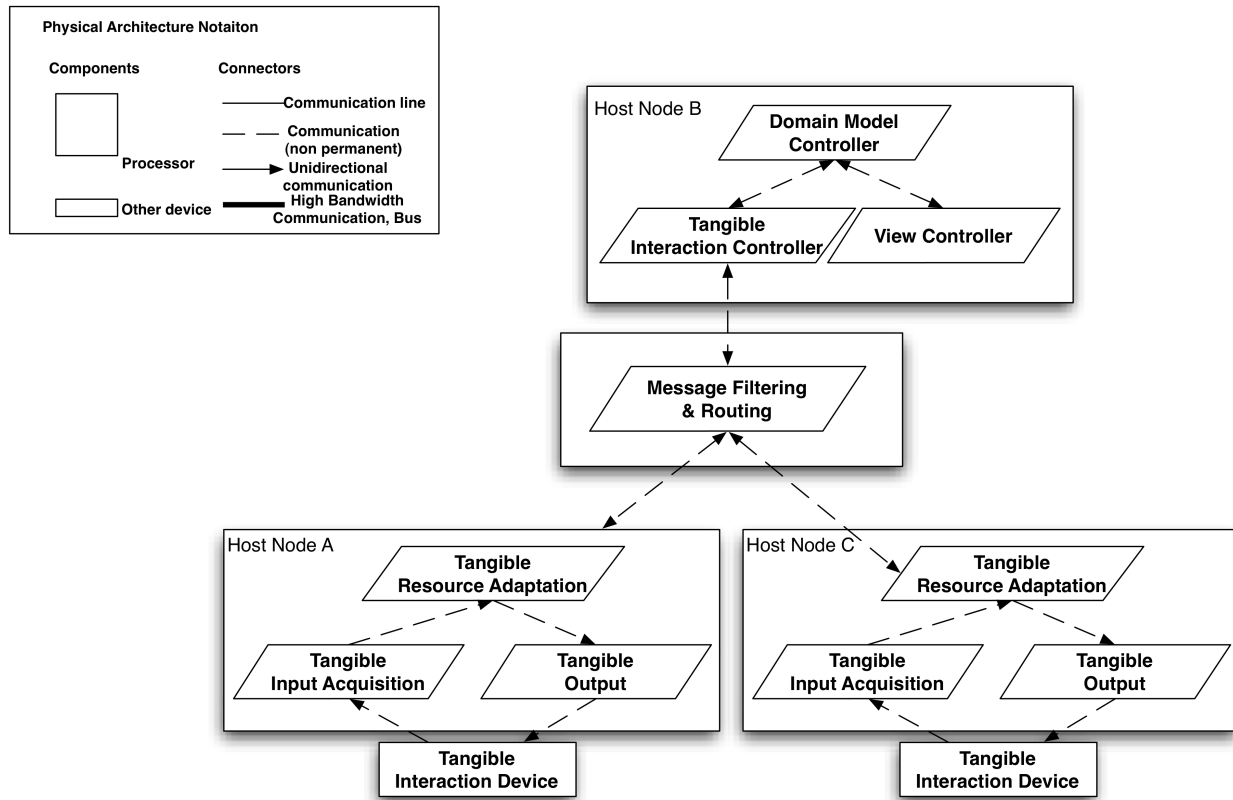 Physical Architecture Notaiton
Components
Connectors
Communication line
Communication
(non permanent)
Processor
Unidirectional
communication
Other device
High Bandwidth
Communication, Bus
Host Node B
Domain Model
Controller
Tangible
Interaction Controller
View Controller
Message Filtering
& Routing
Host Node A
Tangible
Resource Adaptation
Tangible
Input Acquisition
Tangible
Output
Tangible
Interaction Device
Host Node C
Tangible
Resource Adaptation
Tangible
Input Acquisition
Tangible
Output
Tangible
Interaction Device